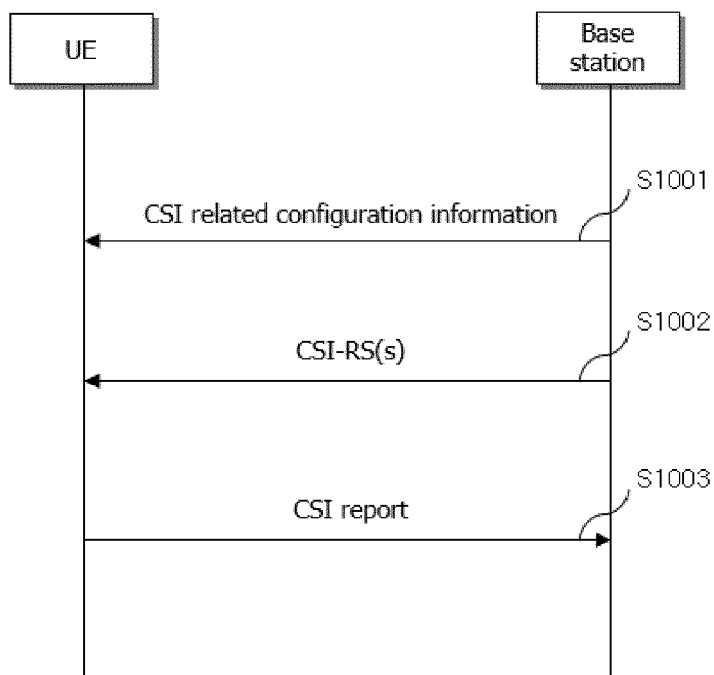 UE
Base
station
S1001
CSI related configuration information
S1002
CSI-RS(s)
S1003
CSI report